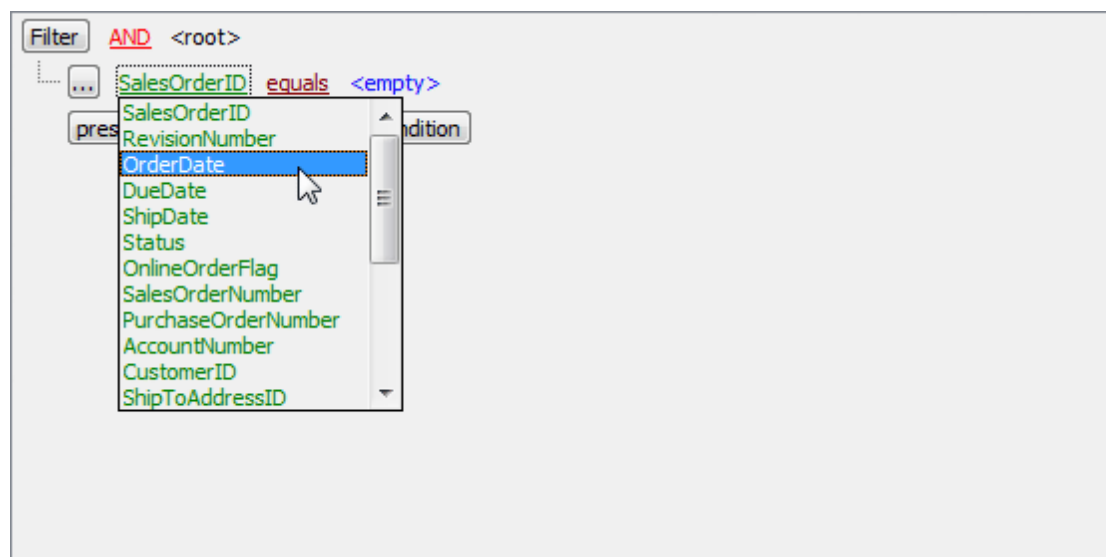 Filter AND <root>
... SalesOrderID equals <empty>
SalesOrderID
RevisionNumber
OrderDate
DueDate
ShipDate
Status
OnlineOrderFlag
SalesOrderNumber
PurchaseOrderNumber
AccountNumber
CustomerID
ShipToAddressID